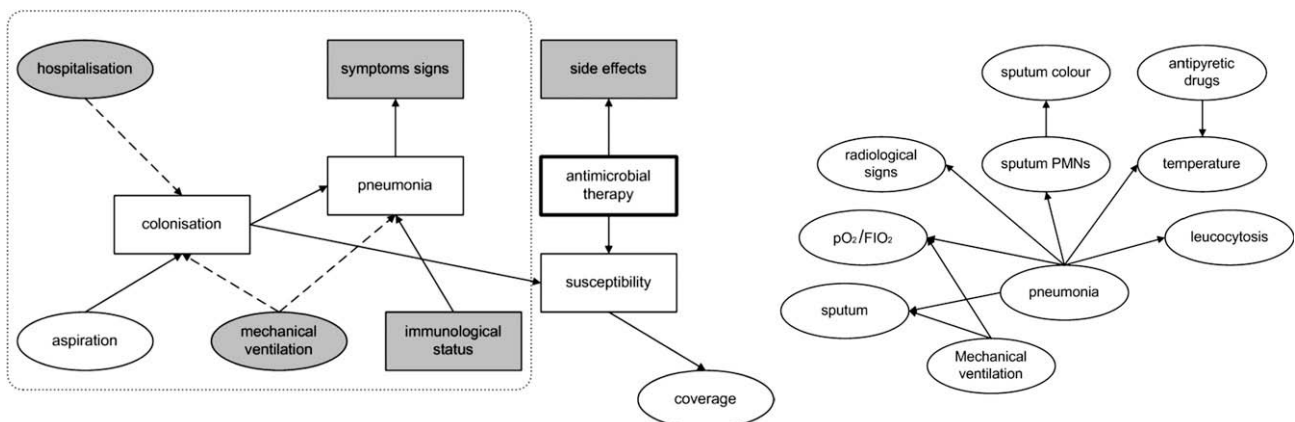 hospitalisation
symptoms signs
side effects
pneumonia
antimicrobial
therapy
colonisation
susceptibility
aspiration
mechanical
ventilation
immunological
status
coverage
sputum colour
antipyretic
drugs
radiological
signs
sputum PMNs
temperature
pO₂/FIO₂
leucocytosis
pneumonia
sputum
Mechanical
ventilation